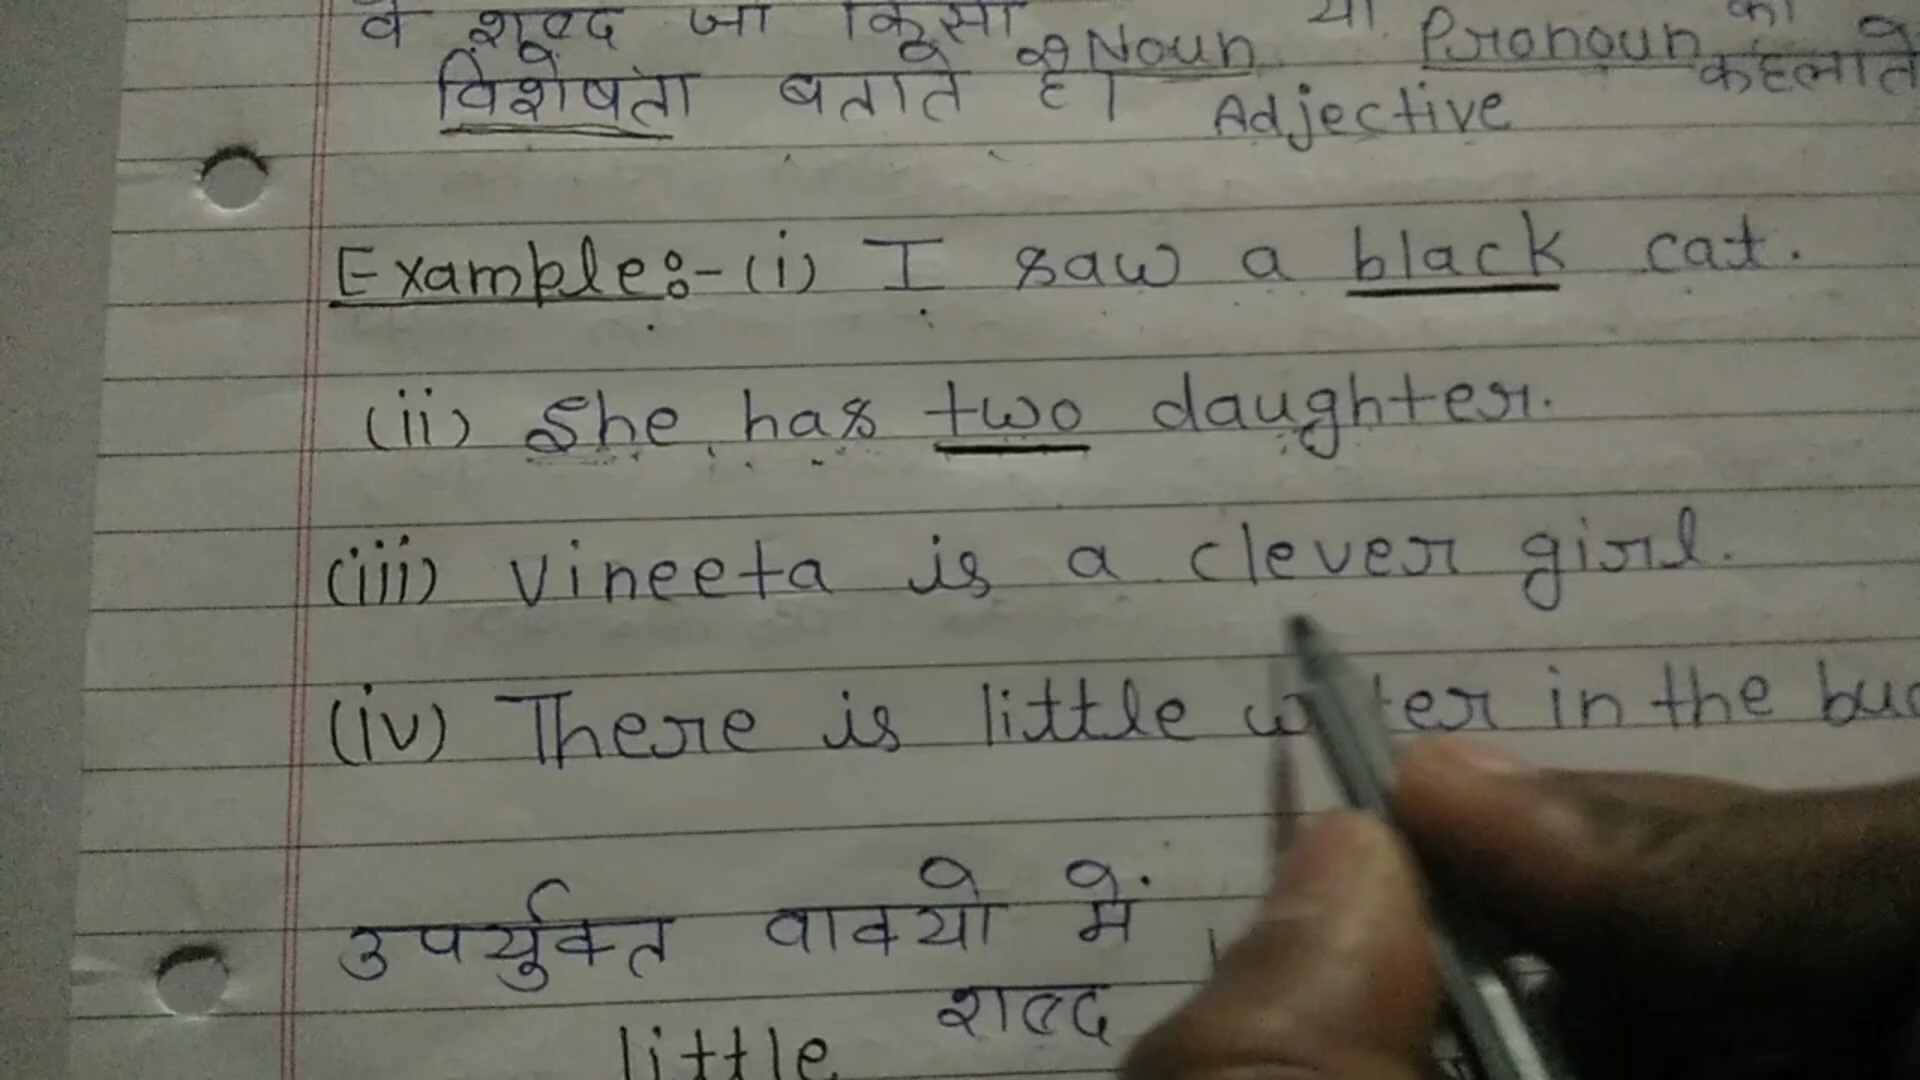 वे शब्द जो किसी Noun या Pronoun की
विशेषता बताते है। Adjective कहलाते
Example:- (i) I saw a black cat.
(ii) She has two daughter.
(iii) Vineeta is a clever girl.
(iv) There is little water in the
उपर्युक्त वाक्यो में
little शब्द